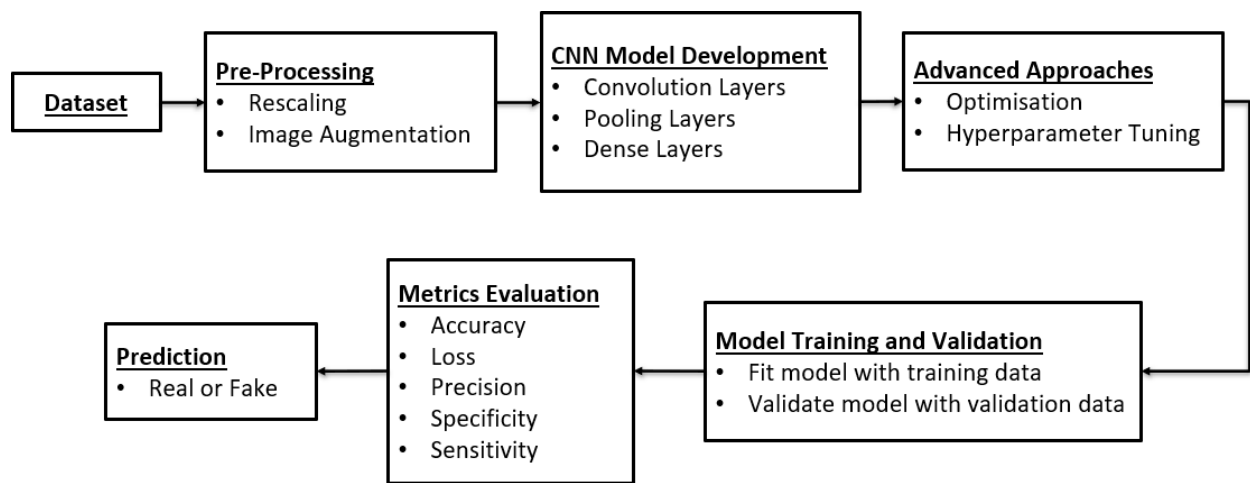 Dataset
Pre-Processing
• Rescaling
• Image Augmentation
CNN Model Development
• Convolution Layers
• Pooling Layers
• Dense Layers
Advanced Approaches
• Optimisation
• Hyperparameter Tuning
Model Training and Validation
• Fit model with training data
• Validate model with validation data
Metrics Evaluation
• Accuracy
• Loss
• Precision
• Specificity
• Sensitivity
Prediction
• Real or Fake